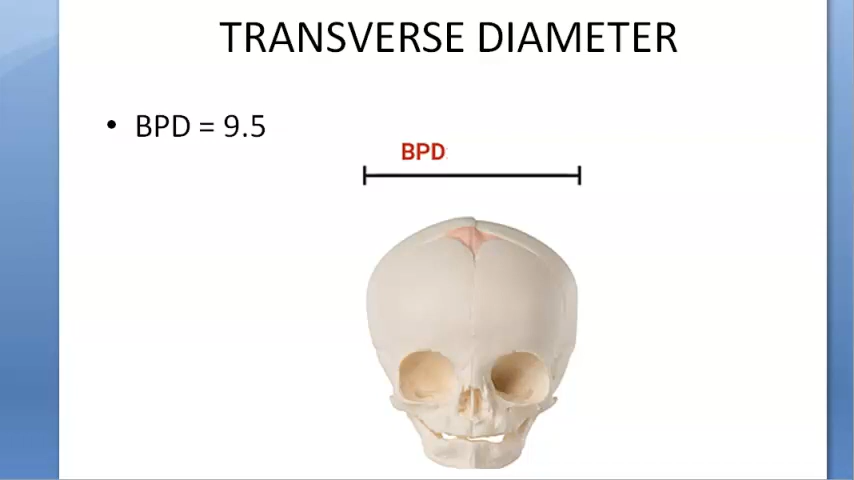 TRANSVERSE DIAMETER
• BPD = 9.5
BPD